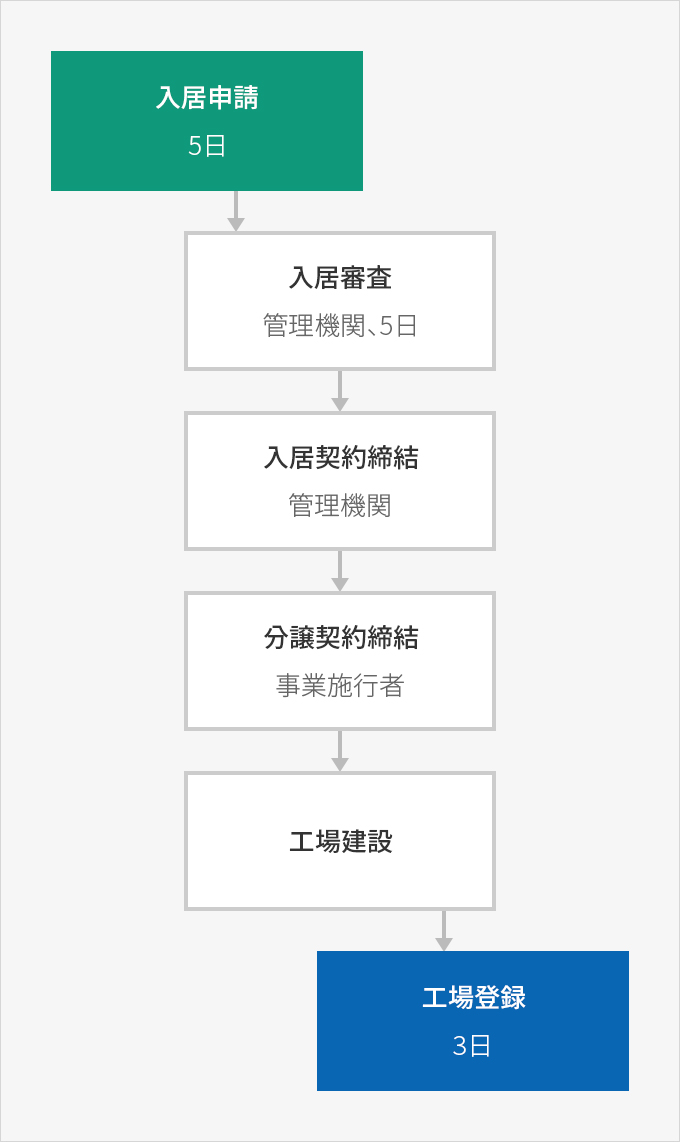 入居申請
5日
入居審査
管理機関、5日
入居契約締結
管理機関
分譲契約締結
事業施行者
工場建設
工場登録
3日